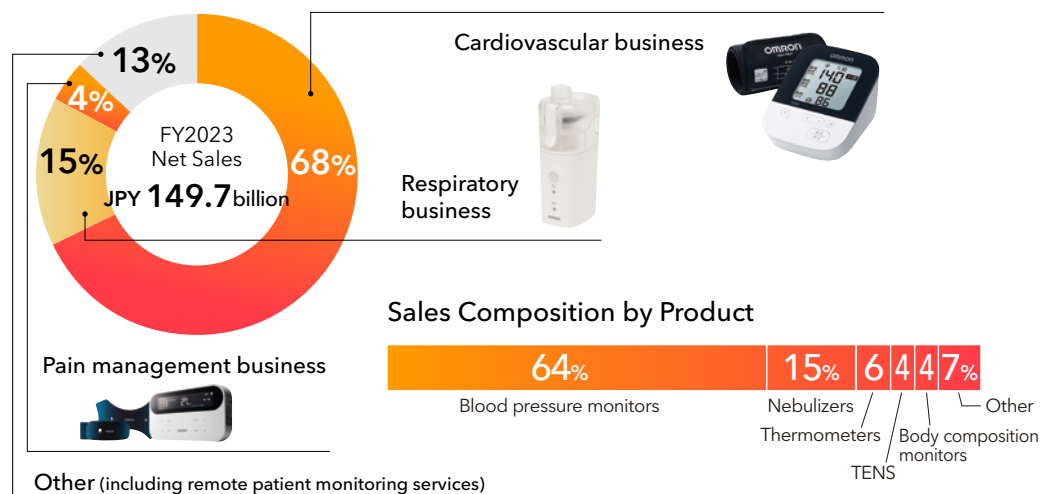 13%
4%
15%
68%
FY2023
Net Sales
JPY 149.7 billion
Cardiovascular business
OMRON
OMRON
140
88
86
Respiratory
business
Pain management business
Other (including remote patient monitoring services)
Sales Composition by Product
64%
15%
6
4
4
7%
Blood pressure monitors
Nebulizers
Thermometers
TENS
Body composition
monitors
Other